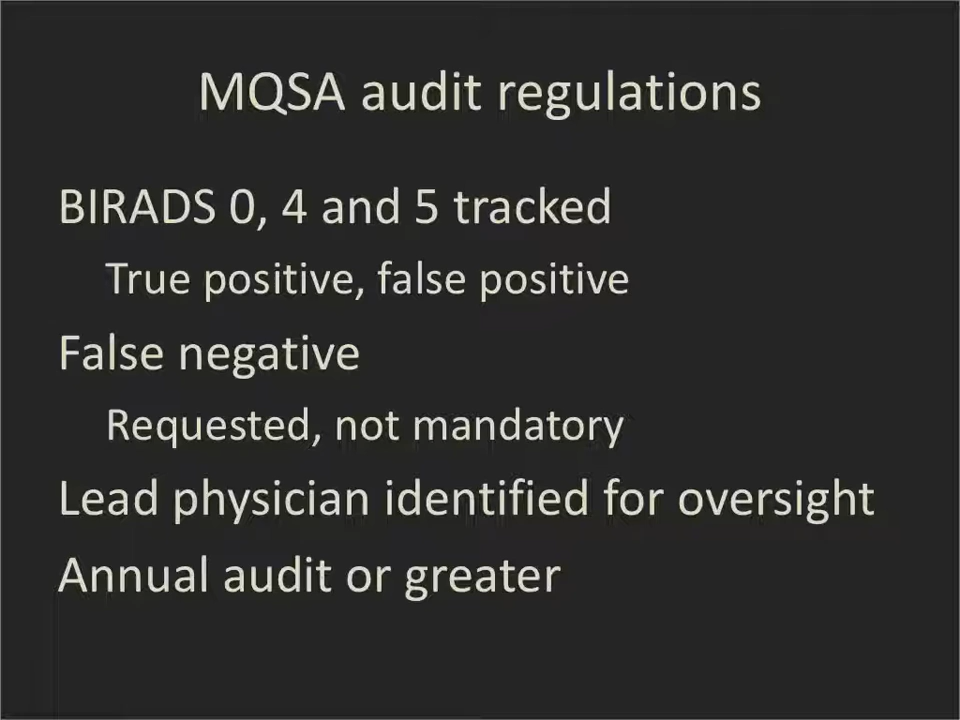 MQSA audit regulations
BIRADS 0, 4 and 5 tracked
True positive, false positive
False negative
Requested, not mandatory
Lead physician identified for oversight
Annual audit or greater